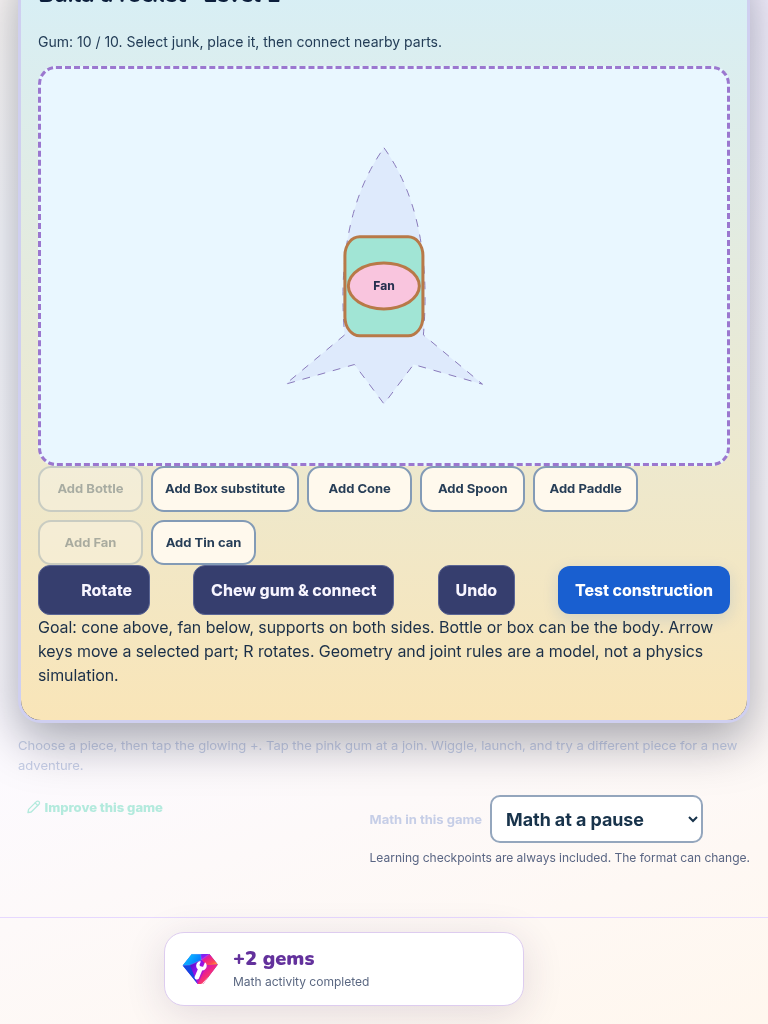 Gum: 10 / 10. Select junk, place it, then connect nearby parts.
Fan
Add Bottle
Add Box substitute
Add Cone
Add Spoon
Add Paddle
Add Fan
Add Tin can
Rotate
Chew gum & connect
Undo
Test construction
Goal: cone above, fan below, supports on both sides. Bottle or box can be the body. Arrow
keys move a selected part; R rotates. Geometry and joint rules are a model, not a physics
simulation.
Choose a piece, then tap the glowing +. Tap the pink gum at a join. Wiggle, launch, and try a different piece for a new
adventure.
Improve this game
Math in this game
Math at a pause
Learning checkpoints are always included. The format can change.
+2 gems
Math activity completed